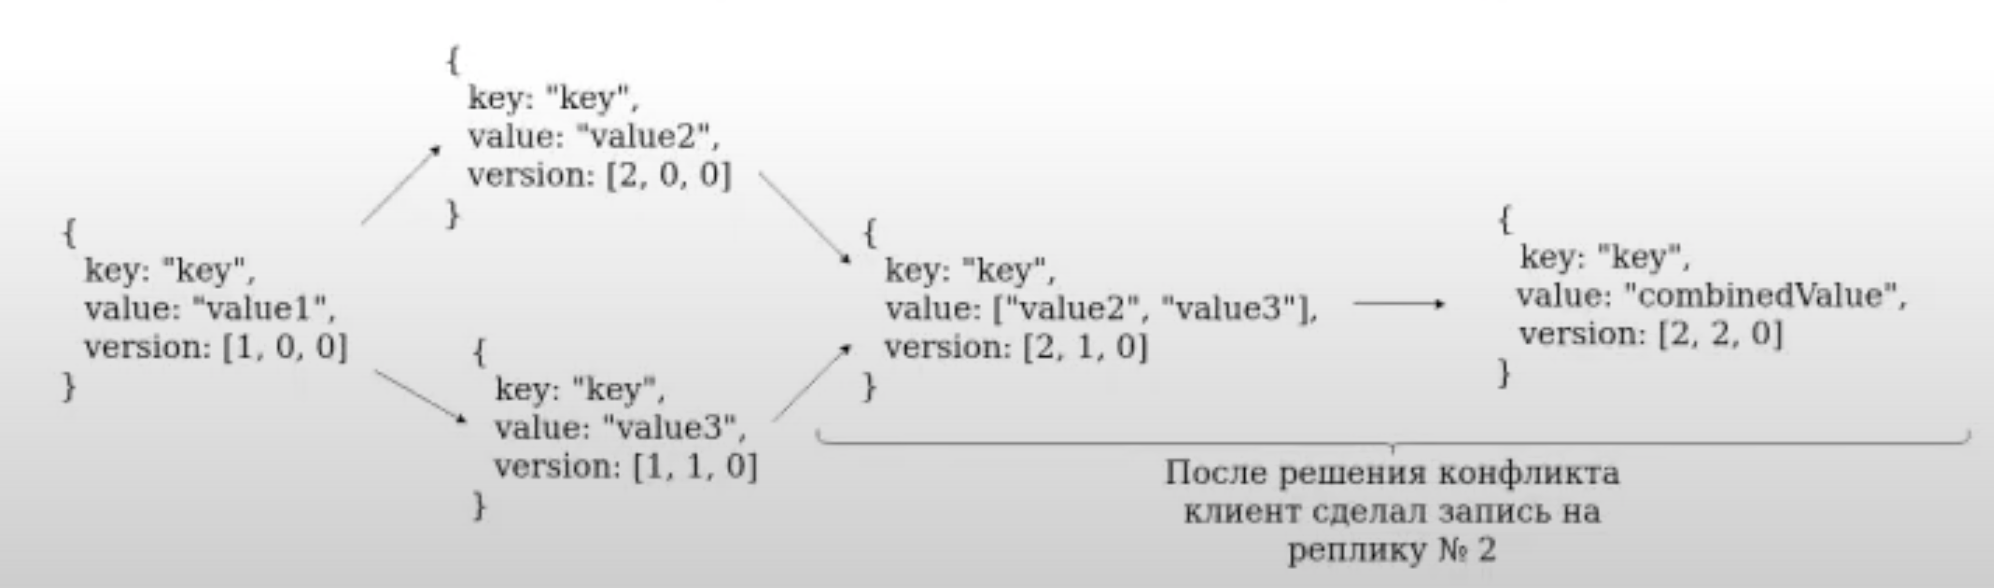 {
key: "key",
value: "value1",
version: [1, 0, 0]
}
{
key: "key",
value: "value2",
version: [2, 0, 0]
}
{
key: "key",
value: "value3",
version: [1, 1, 0]
}
{
key: "key",
value: ["value2", "value3"],
version: [2, 1, 0]
}
{
key: "key",
value: "combinedValue",
version: [2, 2, 0]
}
После решения конфликта
клиент сделал запись на
реплику № 2